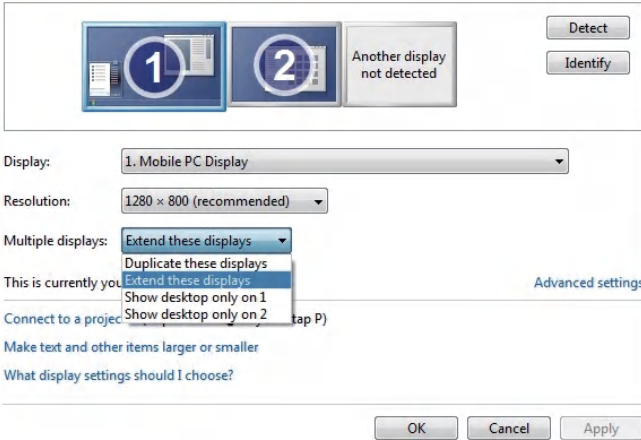 1
2
Another display
not detected
Detect
Identify
Display: 1. Mobile PC Display
Resolution: 1280 × 800 (recommended)
Multiple displays: Extend these displays
Duplicate these displays
This is currently you Extend these displays Advanced settings
Show desktop only on 1
Connect to a projec Show desktop only on 2 tap P)
Make text and other items larger or smaller
What display settings should I choose?
OK Cancel Apply